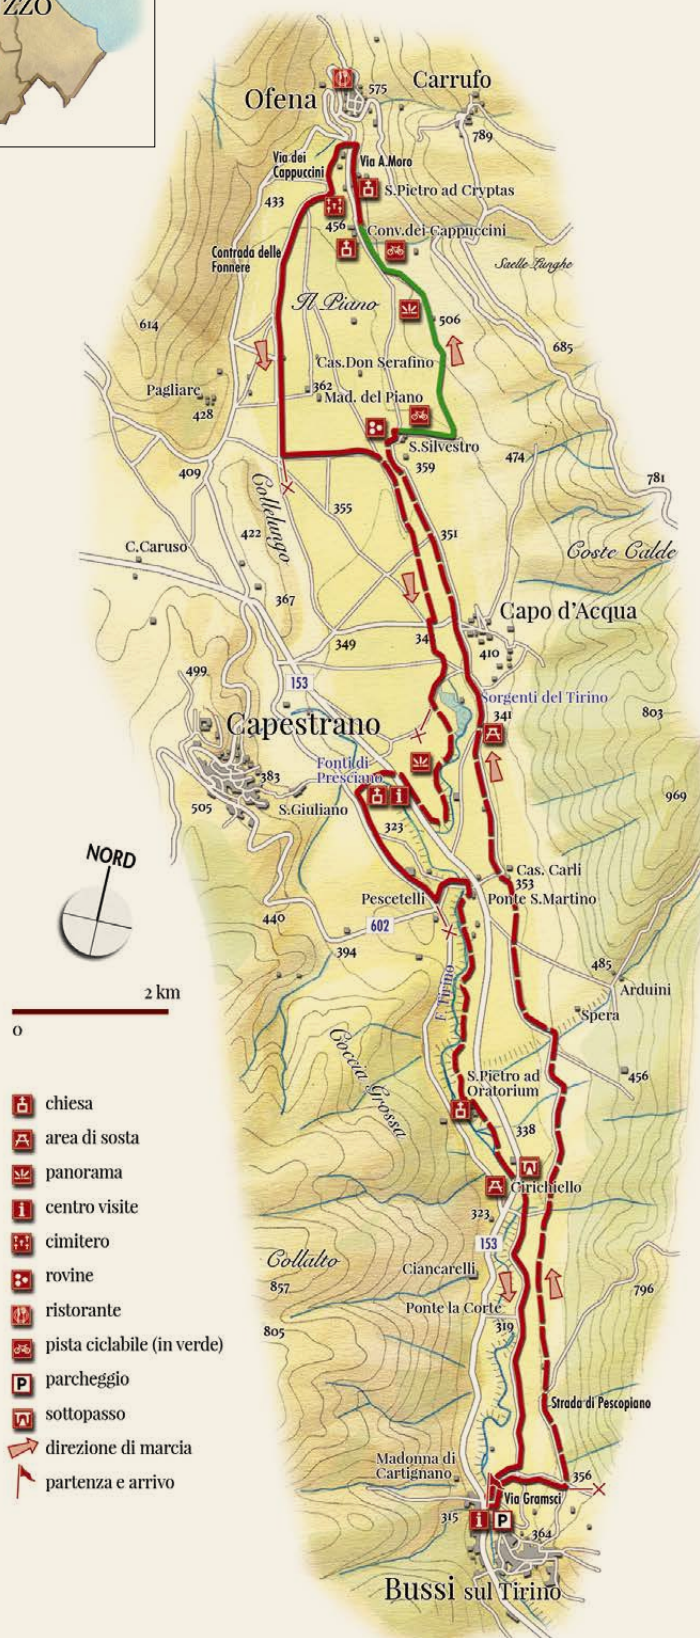 ZZO
Ofena
575
Carrufo
789
Via dei
Cappuccini
Via A.Moro
S.Pietro ad Cryptas
433
456
Conv.dei Cappuccini
Contrada delle
Fonnere
Saelle Lunghe
Il Piano
506
614
685
Cas.Don Serafino
362
Mad. del Piano
Pagliare
428
S.Silvestro
359
474
409
781
Collelungo
355
422
351
C.Caruso
Coste Calde
367
Capo d'Acqua
349
34
410
499
153
Sorgenti del Tirino
341
803
Capestrano
Fonti di
Presciano
383
969
505
S.Giuliano
323
NORD
Cas. Carli
353
Pescetelli
Ponte S.Martino
440
602
394
485
Arduini
F. Tirino
2 km
0
Spera
Coccia Grossa
S.Pietro ad
Oratorium
456
338
Cirichiello
323
153
Collalto
857
Ciancarelli
796
Ponte la Corte
805
319
Strada di Pescopiano
Madonna di
Cartignano
356
Via Gramsci
315
i
P
364
Bussi sul Tirino
chiesa
area di sosta
panorama
i centro visite
cimitero
rovine
ristorante
pista ciclabile (in verde)
P parcheggio
sottopasso
direzione di marcia
partenza e arrivo